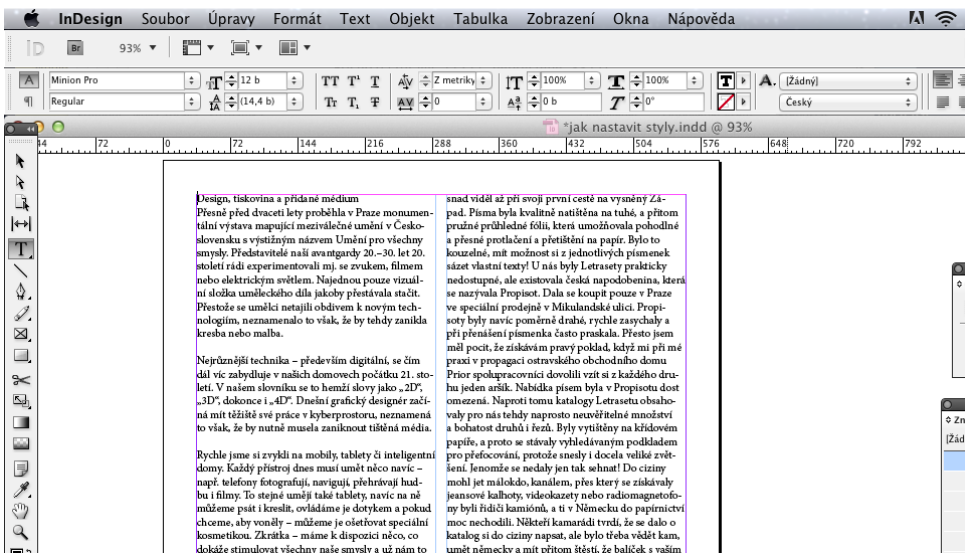 InDesign Soubor Úpravy Formát Text Objekt Tabulka Zobrazení Okna Nápověda
Br 93%
A Minion Pro 12 b TT T¹ T Z metriky 100% 100% T A. [Žádný]
Regular (14,4 b) Tr T₁ T 0 0 b 0° Český
*jak nastavit styly.indd @ 93%
44 72 0 72 144 216 288 360 432 504 576 648 720 792
Design, tiskovina a přidané médium
Přesně před dvaceti lety proběhla v Praze monumen-
tální výstava mapující meziválečné umění v Česko-
slovensku s výstižným názvem Umění pro všechny
smysly. Představitelé naší avantgardy 20.–30. let 20.
století rádi experimentovali mj. se zvukem, filmem
nebo elektrickým světlem. Najednou pouze vizuál-
ní složka uměleckého díla jakoby přestávala stačit.
Přestože se umělci netajili obdivem k novým tech-
nologiím, neznamenalo to však, že by tehdy zanikla
kresba nebo malba.
Nejrůznější technika – především digitální, se čím
dál víc zabydluje v našich domovech počátku 21. sto-
letí. V našem slovníku se to hemží slovy jako „2D“,
„3D“, dokonce i „4D“. Dnešní grafický designér začí-
ná mít těžiště své práce v kyberprostoru, neznamená
to však, že by nutně musela zaniknout tištěná média.
Rychle jsme si zvykli na mobily, tablety či inteligentní
domy. Každý přístroj dnes musí umět něco navíc –
např. telefony fotografují, navigují, přehrávají hud-
bu i filmy. To stejné umějí také tablety, navíc na ně
můžeme psát i kreslit, ovládáme je dotykem a pokud
chceme, aby voněly – můžeme je ošetřovat speciální
kosmetikou. Zkrátka – máme k dispozici něco, co
dokáže stimulovat všechny naše smysly a už nám to
snad viděl až při svojí první cestě na vysněný Zá-
pad. Písma byla kvalitně natištěna na tuhé, a přitom
pružné průhledné fólii, která umožňovala pohodlné
a přesné protlačení a přetištění na papír. Bylo to
kouzelné, mít možnost si z jednotlivých písmenek
sázet vlastní texty! U nás byly Letrasety prakticky
nedostupné, ale existovala česká napodobenina, která
se nazývala Propisot. Dala se koupit pouze v Praze
ve speciální prodejně v Mikulandské ulici. Propi-
soty byly navíc poměrně drahé, rychle zasychaly a
při přenášení písmenka často praskala. Přesto jsem
měl pocit, že získávám pravý poklad, když mi při mé
praxi v propagaci ostravského obchodního domu
Prior spolupracovníci dovolili vzít si z každého dru-
hu jeden aršík. Nabídka písem byla v Propisotu dost
omezená. Naproti tomu katalogy Letrasetu obsaho-
valy pro nás tehdy naprosto neuvěřitelné množství
a bohatost druhů i řezů. Byly vytištěny na křídovém
papíře, a proto se stávaly vyhledávaným podkladem
pro přefocování, protože snesly i docela veliké zvět-
šení. Jenomže se nedaly jen tak sehnat! Do ciziny
mohl jet málokdo, kanálem, přes který se získávaly
jeansové kalhoty, videokazety nebo radiomagnetofo-
ny byli řidiči kamiónů, a ti v Německu do papírnictví
moc nechodili. Někteří kamarádi tvrdí, že se dalo o
katalog si do ciziny napsat, ale bylo třeba vědět kam,
umět německy a mít přitom štěstí, že balíček s vaším
Zn
[Žád